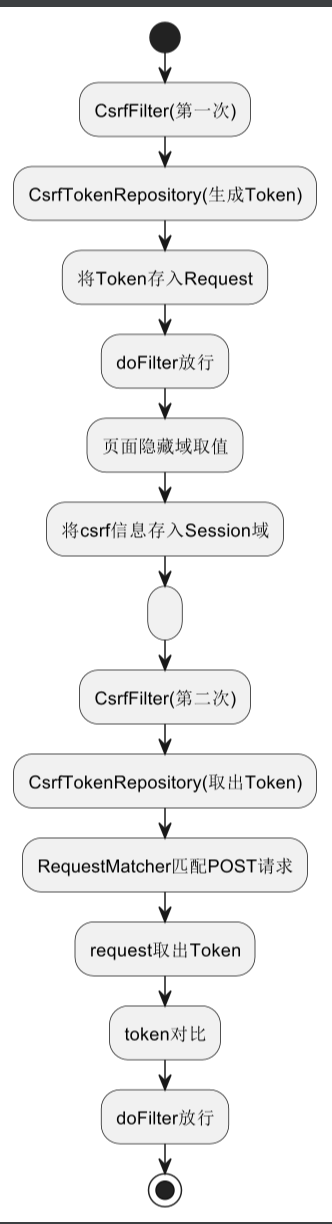 CsrfFilter(第一次)
CsrfTokenRepository(生成Token)
将Token存入Request
doFilter放行
页面隐藏域取值
将csrf信息存入Session域
CsrfFilter(第二次)
CsrfTokenRepository(取出Token)
RequestMatcher匹配POST请求
request取出Token
token对比
doFilter放行